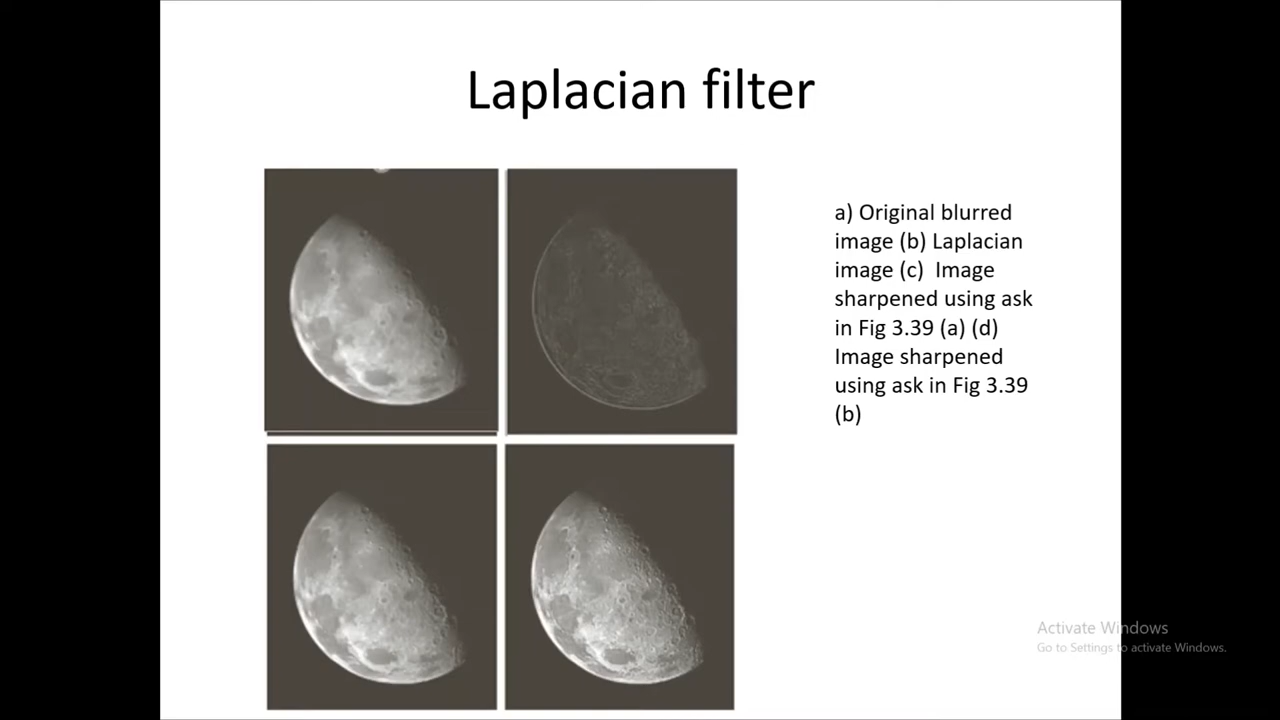 Laplacian filter
a) Original blurred
image (b) Laplacian
image (c)  Image
sharpened using ask
in Fig 3.39 (a) (d)
Image sharpened
using ask in Fig 3.39
(b)
Activate Windows
Go to Settings to activate Windows.